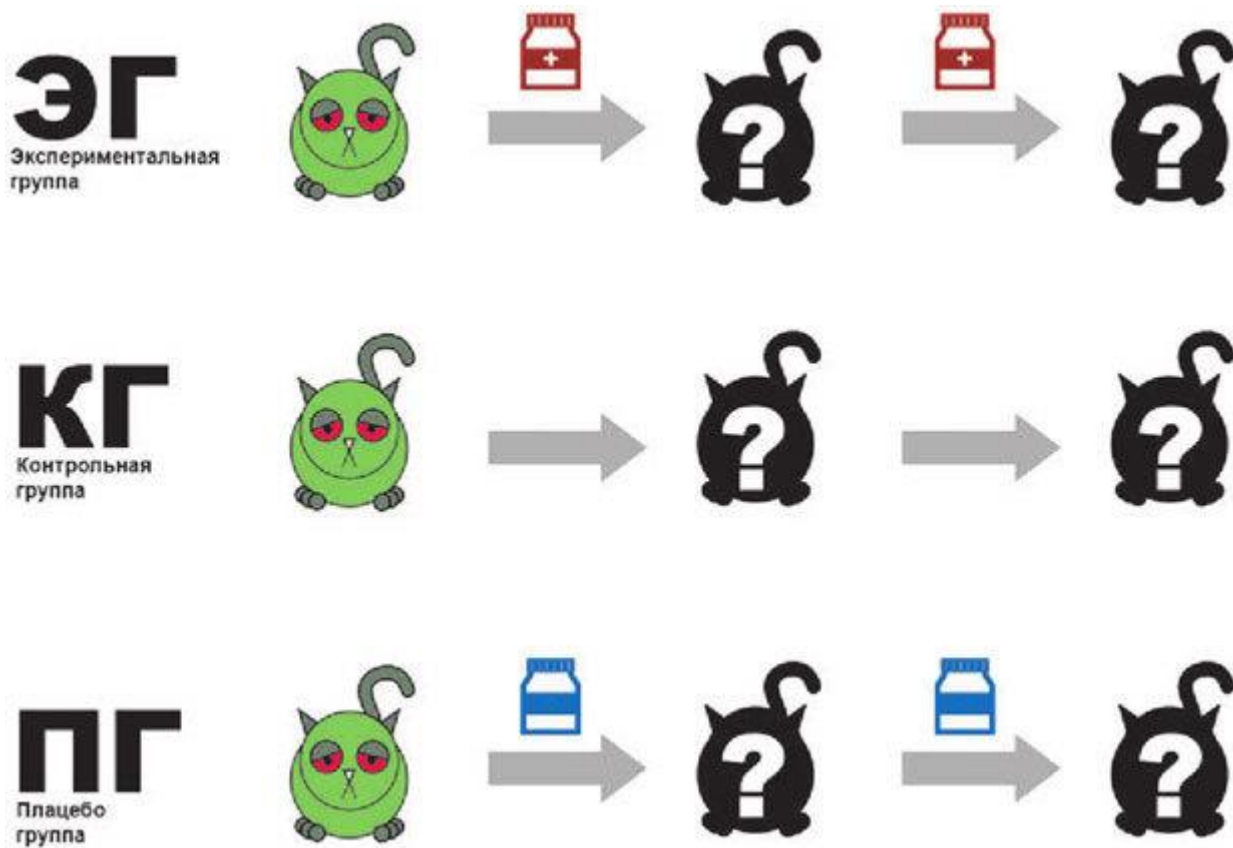 ЭГ
Экспериментальная
группа
+
+
?
?
КГ
Контрольная
группа
?
?
ПГ
Плацебо
группа
?
?